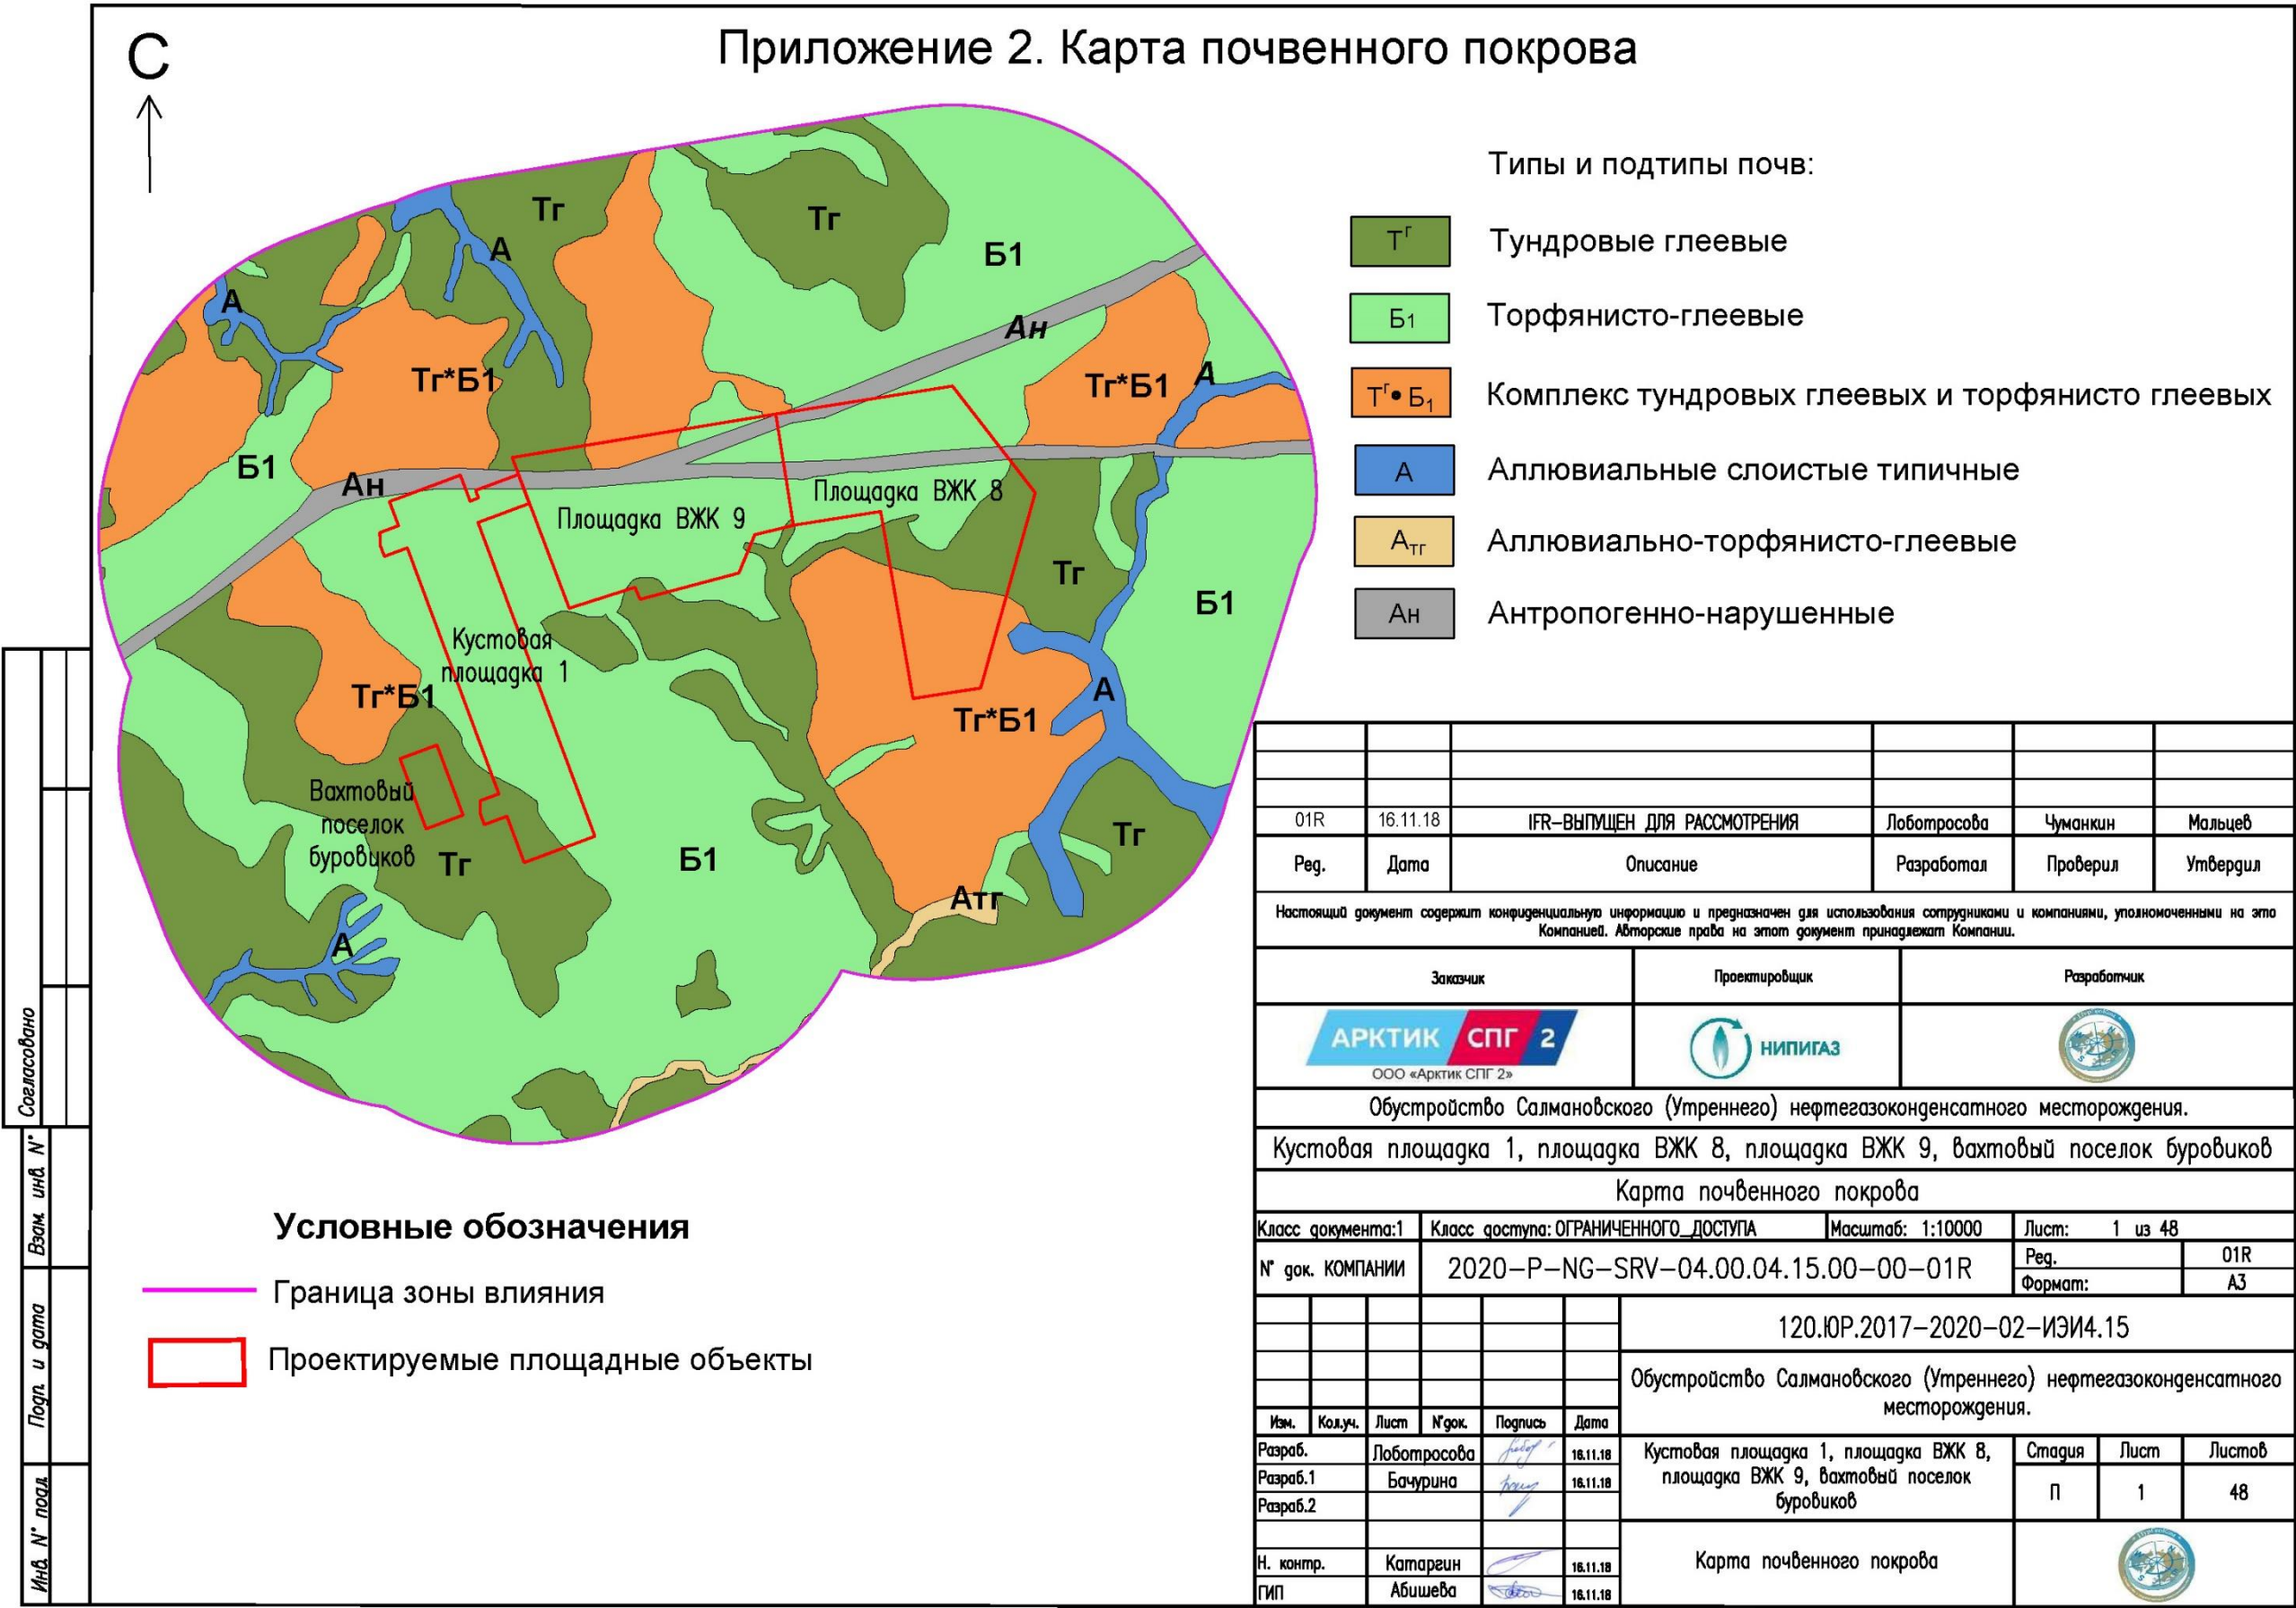 Приложение 2. Карта почвенного покрова
С
Типы и подтипы почв:
Тг Тундровые глеевые
Б1 Торфянисто-глеевые
Тг•Б1 Комплекс тундровых глеевых и торфянисто глеевых
А Аллювиальные слоистые типичные
Атг Аллювиально-торфянисто-глеевые
Ан Антропогенно-нарушенные
Тг
Тг
А
Б1
А
Ан
Тг*Б1
Тг*Б1
А
Б1
Ан
Площадка ВЖК 8
Площадка ВЖК 9
Тг
Б1
Кустовая
площадка 1
Тг*Б1
А
Тг*Б1
Вахтовый
поселок
буровиков
Тг
Б1
Тг
Атг
А
Условные обозначения
Граница зоны влияния
Проектируемые площадные объекты
Согласовано
Взам. инв. N°
Подп. и дата
Инв. N° подл.
01R 16.11.18 IFR-ВЫПУЩЕН ДЛЯ РАССМОТРЕНИЯ Лоботросова Чуманкин Мальцев
Ред. Дата Описание Разработал Проверил Утвердил
Настоящий документ содержит конфиденциальную информацию и предназначен для использования сотрудниками и компаниями, уполномоченными на это
Компанией. Авторские права на этот документ принадлежат Компании.
Заказчик Проектировщик Разработчик
АРКТИК СПГ 2
ООО «Арктик СПГ 2»
НИПИГАЗ
Обустройство Салмановского (Утреннего) нефтегазоконденсатного месторождения.
Кустовая площадка 1, площадка ВЖК 8, площадка ВЖК 9, вахтовый поселок буровиков
Карта почвенного покрова
Класс документа:1 Класс доступа: ОГРАНИЧЕННОГО_ДОСТУПА Масштаб: 1:10000 Лист: 1 из 48
N° док. КОМПАНИИ 2020-P-NG-SRV-04.00.04.15.00-00-01R Ред. 01R
Формат: А3
120.ЮР.2017-2020-02-ИЭИ4.15
Обустройство Салмановского (Утреннего) нефтегазоконденсатного
месторождения.
Изм. Кол.уч. Лист N°док. Подпись Дата
Разраб. Лоботросова 16.11.18
Разраб.1 Бачурина 16.11.18
Разраб.2
Н. контр. Катаргин 16.11.18
ГИП Абишева 16.11.18
Кустовая площадка 1, площадка ВЖК 8,
площадка ВЖК 9, вахтовый поселок
буровиков
Стадия Лист Листов
П 1 48
Карта почвенного покрова